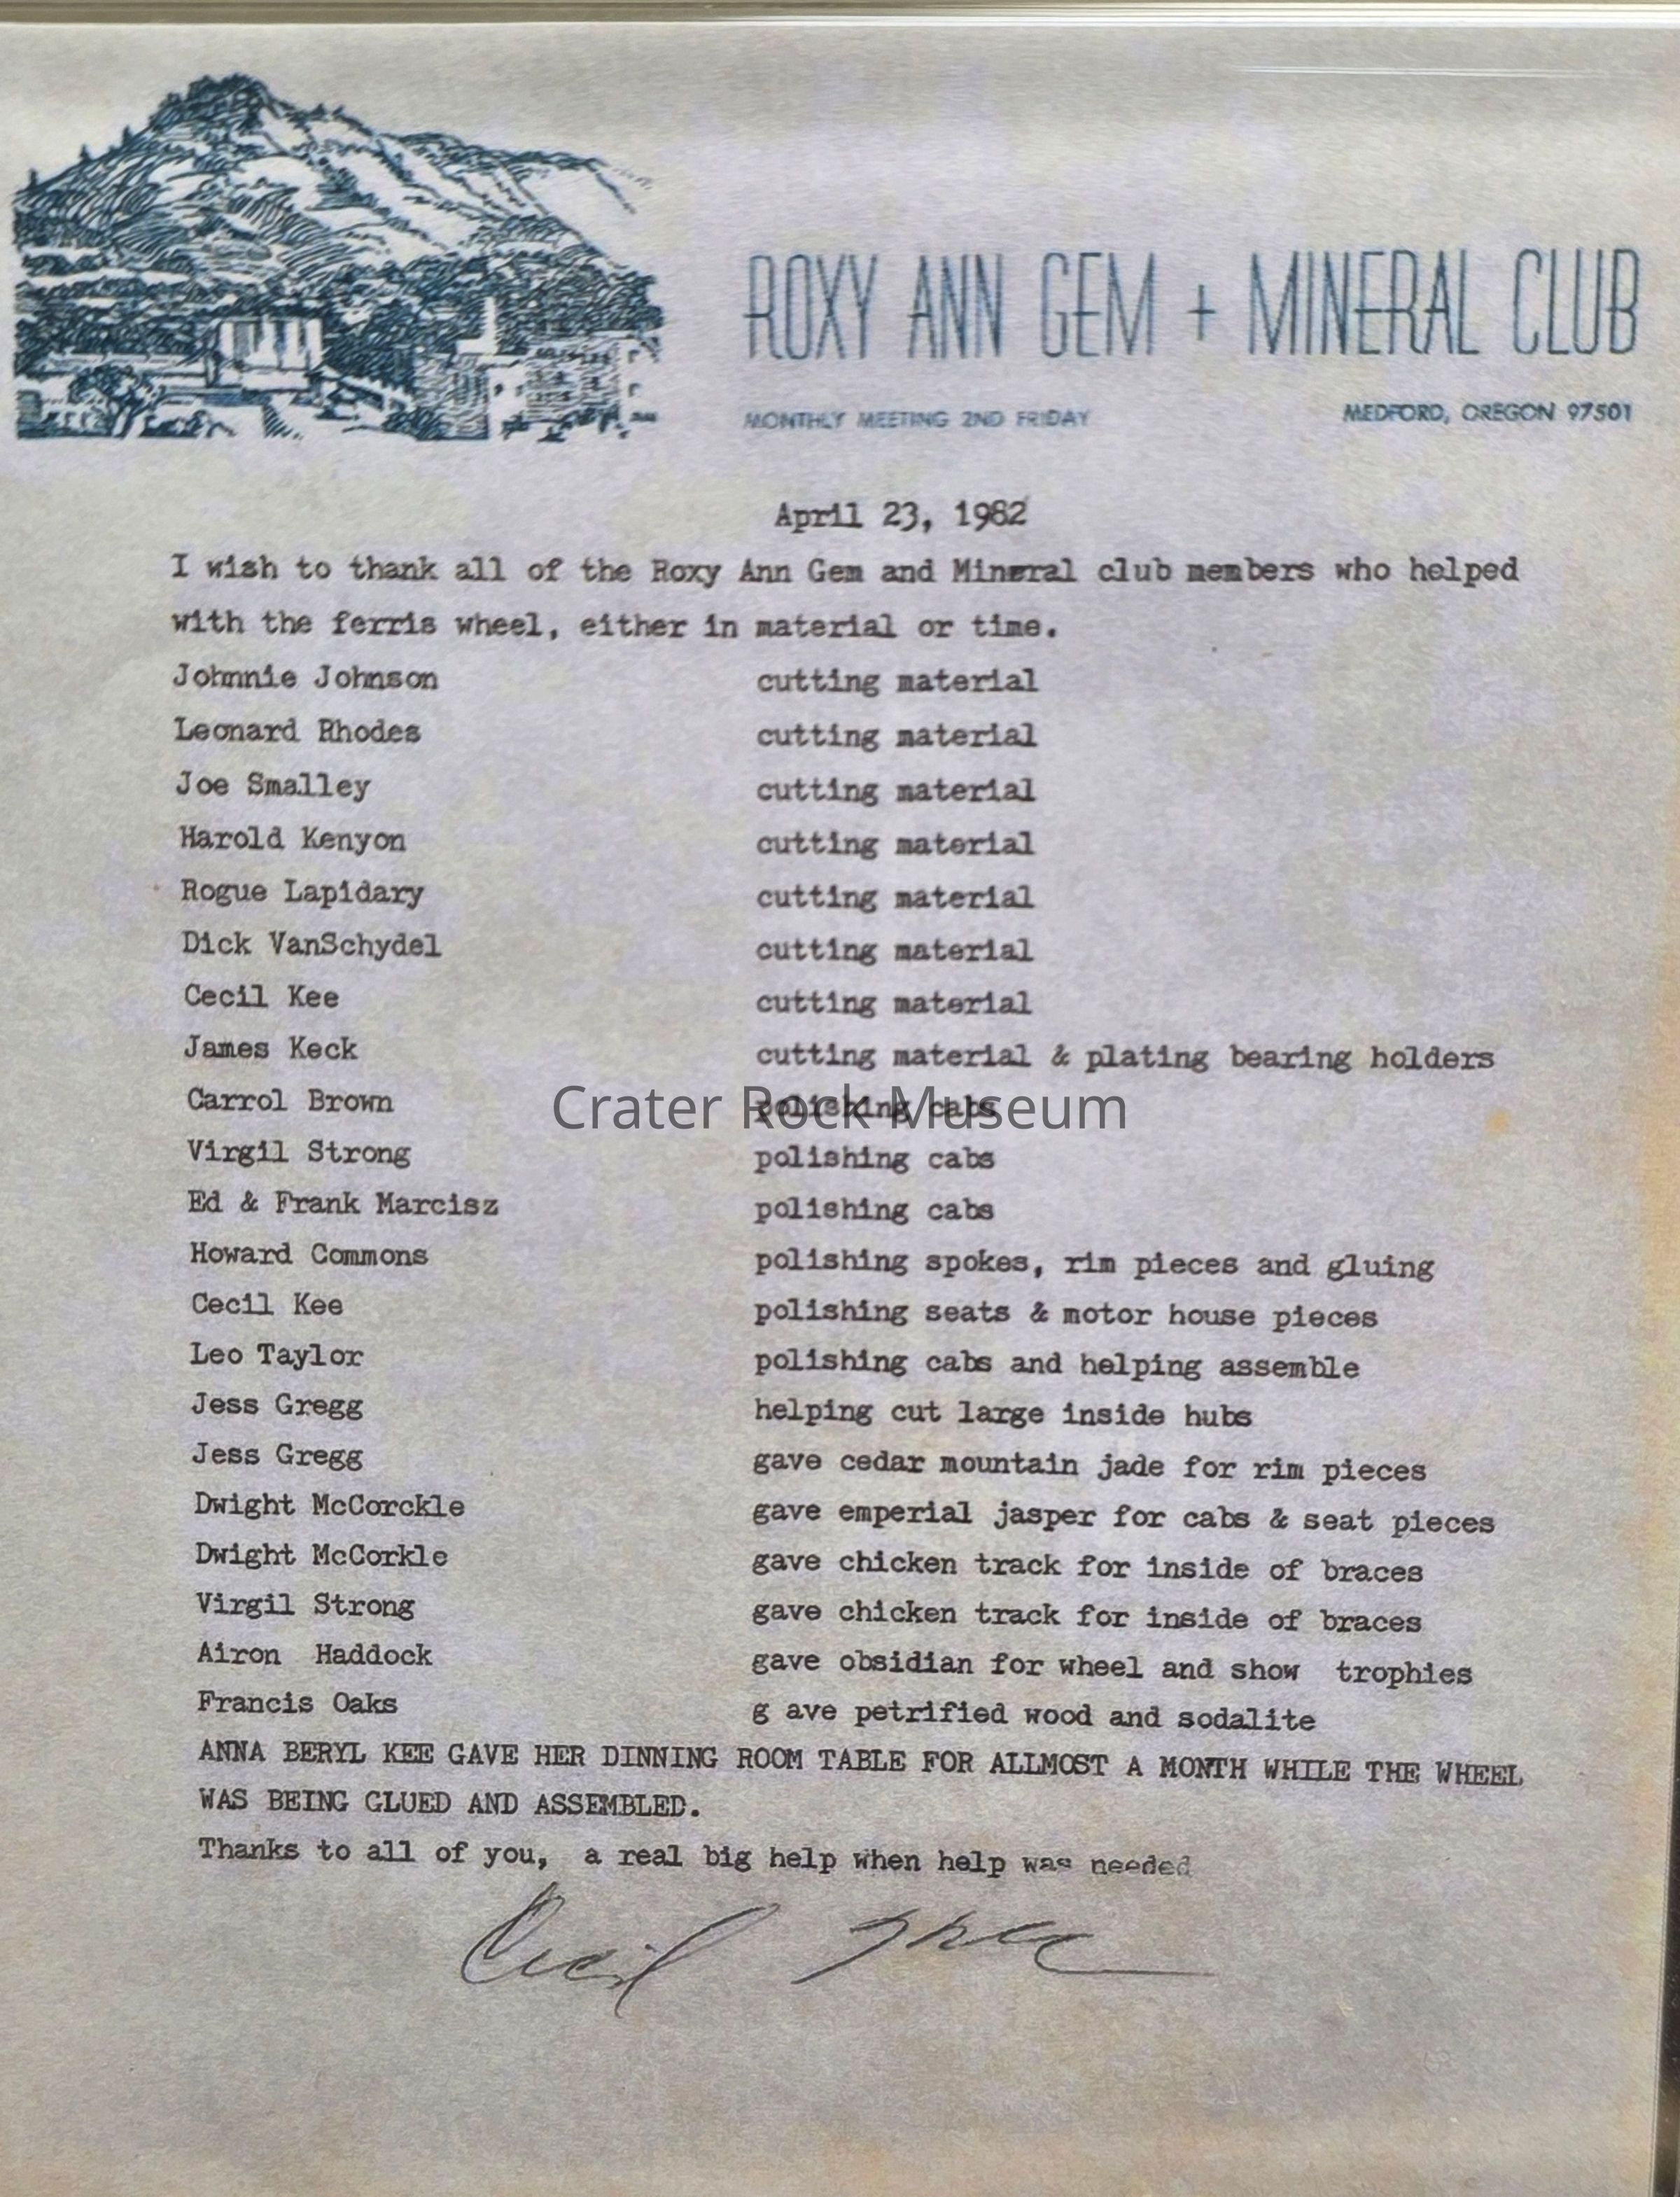 ROXY ANN GEM + MINERAL CLUB
MONTHLY MEETING 2ND FRIDAY MEDFORD, OREGON 97501
April 23, 1982
I wish to thank all of the Roxy Ann Gem and Mineral club members who helped
with the ferris wheel, either in material or time.
Johnnie Johnson cutting material
Leonard Rhodes cutting material
Joe Smalley cutting material
Harold Kenyon cutting material
Rogue Lapidary cutting material
Dick VanSchydel cutting material
Cecil Kee cutting material
James Keck cutting material & plating bearing holders
Carrol Brown polishing cabs
Crater Rock Museum
Virgil Strong polishing cabs
Ed & Frank Marcisz polishing cabs
Howard Commons polishing spokes, rim pieces and gluing
Cecil Kee polishing seats & motor house pieces
Leo Taylor polishing cabs and helping assemble
Jess Gregg helping cut large inside hubs
Jess Gregg gave cedar mountain jade for rim pieces
Dwight McCorckle gave emperial jasper for cabs & seat pieces
Dwight McCorkle gave chicken track for inside of braces
Virgil Strong gave chicken track for inside of braces
Airon Haddock gave obsidian for wheel and show trophies
Francis Oaks g ave petrified wood and sodalite
ANNA BERYL KEE GAVE HER DINNING ROOM TABLE FOR ALLMOST A MONTH WHILE THE WHEEL
WAS BEING GLUED AND ASSEMBLED.
Thanks to all of you, a real big help when help was needed
Cecil Kee